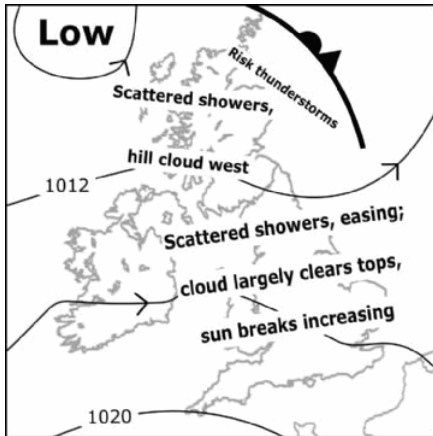 Low
Risk thunderstorms
Scattered showers,
hill cloud west
1012
Scattered showers, easing;
cloud largely clears tops,
sun breaks increasing
1020